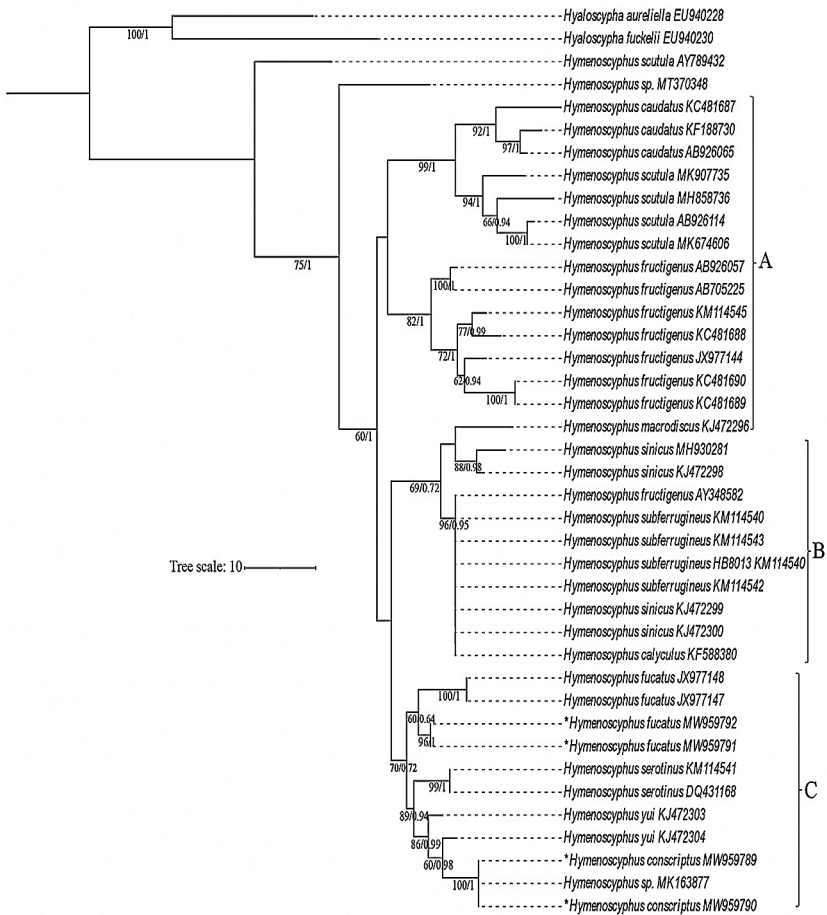 Hyaloscypha aureliella EU940228
100/1
Hyaloscypha fuckelii EU940230
Hymenoscyphus scutula AY789432
Hymenoscyphus sp. MT370348
Hymenoscyphus caudatus KC481687
92/1
Hymenoscyphus caudatus KF188730
97/1
Hymenoscyphus caudatus AB926065
99/1
Hymenoscyphus scutula MK907735
94/1
Hymenoscyphus scutula MH858736
66/0.94
Hymenoscyphus scutula AB926114
100/1
Hymenoscyphus scutula MK674606
75/1
A
Hymenoscyphus fructigenus AB926057
100/1
Hymenoscyphus fructigenus AB705225
82/1
Hymenoscyphus fructigenus KM114545
77/0.99
Hymenoscyphus fructigenus KC481688
72/1
Hymenoscyphus fructigenus JX977144
62/0.94
Hymenoscyphus fructigenus KC481690
100/1
Hymenoscyphus fructigenus KC481689
60/1
Hymenoscyphus macrodiscus KJ472296
Hymenoscyphus sinicus MH930281
88/0.98
Hymenoscyphus sinicus KJ472298
69/0.72
Hymenoscyphus fructigenus AY348582
96/0.95
Hymenoscyphus subferrugineus KM114540
Hymenoscyphus subferrugineus KM114543
B
Hymenoscyphus subferrugineus HB8013 KM114540
Tree scale: 10
Hymenoscyphus subferrugineus KM114542
Hymenoscyphus sinicus KJ472299
Hymenoscyphus sinicus KJ472300
Hymenoscyphus calyculus KF588380
Hymenoscyphus fucatus JX977148
100/1
Hymenoscyphus fucatus JX977147
60/0.64
*Hymenoscyphus fucatus MW959792
96/1
*Hymenoscyphus fucatus MW959791
70/0.72
Hymenoscyphus serotinus KM114541
99/1
Hymenoscyphus serotinus DQ431168
C
89/0.94
Hymenoscyphus yui KJ472303
86/0.99
Hymenoscyphus yui KJ472304
60/0.98
*Hymenoscyphus conscriptus MW959789
100/1
Hymenoscyphus sp. MK163877
*Hymenoscyphus conscriptus MW959790